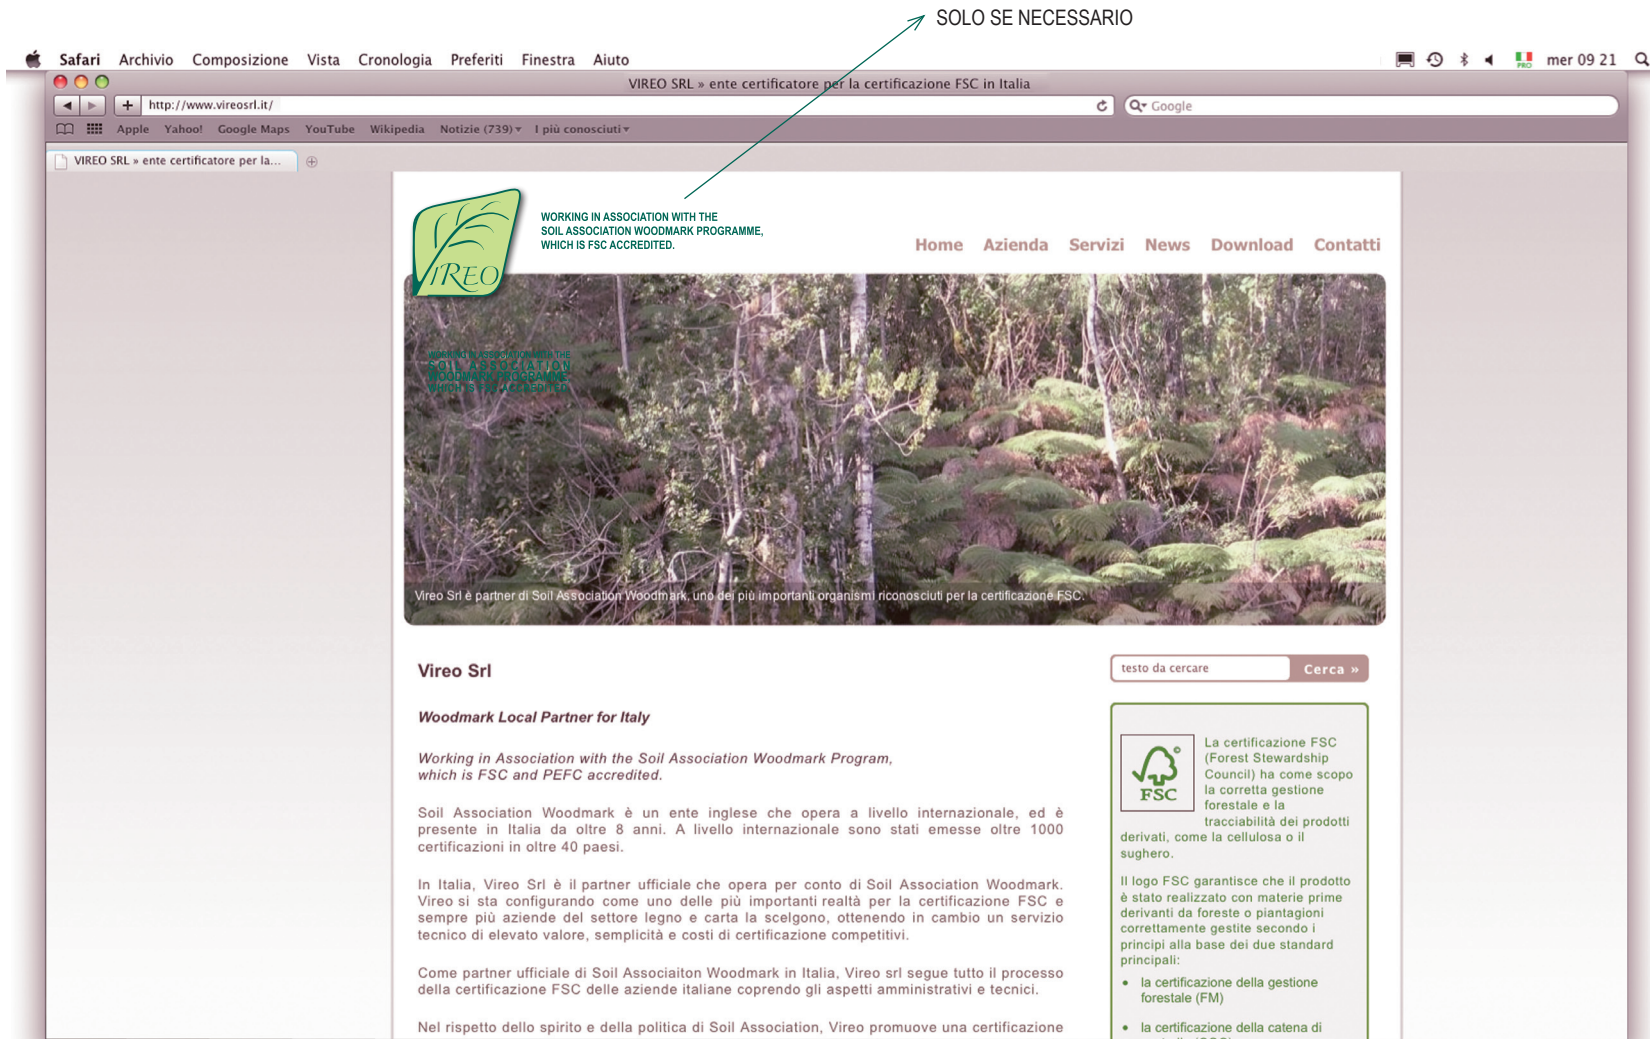 SOLO SE NECESSARIO
Safari Archivio Composizione Vista Cronologia Preferiti Finestra Aiuto
PRO mer 09 21
VIREO SRL » ente certificatore per la certificazione FSC in Italia
http://www.vireosrl.it/
Google
Apple Yahoo! Google Maps YouTube Wikipedia Notizie (739) I più conosciuti
VIREO SRL » ente certificatore per la...
VIREO
WORKING IN ASSOCIATION WITH THE
SOIL ASSOCIATION WOODMARK PROGRAMME,
WHICH IS FSC ACCREDITED.
Home Azienda Servizi News Download Contatti
WORKING IN ASSOCIATION WITH THE
SOIL ASSOCIATION
WOODMARK PROGRAMME,
WHICH IS FSC ACCREDITED.
Vireo Srl è partner di Soil Association Woodmark, uno dei più importanti organismi riconosciuti per la certificazione FSC.
Vireo Srl
Woodmark Local Partner for Italy
Working in Association with the Soil Association Woodmark Program,
which is FSC and PEFC accredited.
Soil Association Woodmark è un ente inglese che opera a livello internazionale, ed è
presente in Italia da oltre 8 anni. A livello internazionale sono stati emesse oltre 1000
certificazioni in oltre 40 paesi.
In Italia, Vireo Srl è il partner ufficiale che opera per conto di Soil Association Woodmark.
Vireo si sta configurando come uno delle più importanti realtà per la certificazione FSC e
sempre più aziende del settore legno e carta la scelgono, ottenendo in cambio un servizio
tecnico di elevato valore, semplicità e costi di certificazione competitivi.
Come partner ufficiale di Soil Associaiton Woodmark in Italia, Vireo srl segue tutto il processo
della certificazione FSC delle aziende italiane coprendo gli aspetti amministrativi e tecnici.
Nel rispetto dello spirito e della politica di Soil Association, Vireo promuove una certificazione
testo da cercare
Cerca »
FSC
La certificazione FSC
(Forest Stewardship
Council) ha come scopo
la corretta gestione
forestale e la
tracciabilità dei prodotti
derivati, come la cellulosa o il
sughero.
Il logo FSC garantisce che il prodotto
è stato realizzato con materie prime
derivanti da foreste o piantagioni
correttamente gestite secondo i
principi alla base dei due standard
principali:
• la certificazione della gestione
forestale (FM)
• la certificazione della catena di